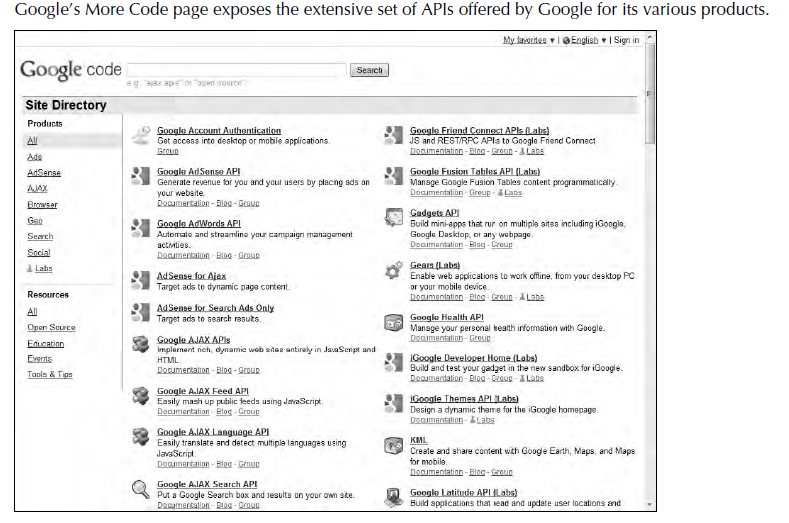 Google's More Code page exposes the extensive set of APIs offered by Google for its various products.
My favorites ▼ | English ▼ | Sign in
Google code
Search
e.g. "ajax apis" or "open source"
Site Directory
Products
All
Ads
AdSense
AJAX
Browser
Geo
Search
Social
Labs
Resources
All
Open Source
Education
Events
Tools & Tips
Google Account Authentication
Get access into desktop or mobile applications.
Group
Google AdSense API
Generate revenue for you and your users by placing ads on
your website.
Documentation - Blog - Group
Google AdWords API
Automate and streamline your campaign management
activities.
Documentation - Blog - Group
AdSense for Ajax
Target ads to dynamic page content.
AdSense for Search Ads Only
Target ads to search results.
Google AJAX APIs
Implement rich, dynamic web sites entirely in JavaScript and
HTML.
Documentation - Blog - Group
Google AJAX Feed API
Easily mash up public feeds using JavaScript.
Documentation - Blog - Group
Google AJAX Language API
Easily translate and detect multiple languages using
JavaScript.
Documentation - Blog - Group
Google AJAX Search API
Put a Google Search box and results on your own site.
Documentation - Blog - Group
Google Friend Connect APIs (Labs)
JS and REST/RPC APIs to Google Friend Connect
Documentation - Blog - Group - Labs
Google Fusion Tables API (Labs)
Manage Google Fusion Tables content programmatically.
Documentation - Group - Labs
Gadgets API
Build mini-apps that run on multiple sites including iGoogle,
Google Desktop, or any webpage.
Documentation - Blog - Group
Gears (Labs)
Enable web applications to work offline, from your desktop PC
or your mobile device.
Documentation - Blog - Group - Labs
Google Health API
Manage your personal health information with Google.
Documentation - Group
iGoogle Developer Home (Labs)
Build and test your gadget in the new sandbox for iGoogle.
Documentation - Blog - Group - Labs
iGoogle Themes API (Labs)
Design a dynamic theme for the iGoogle homepage.
Documentation - Labs
KML
Create and share content with Google Earth, Maps, and Maps
for mobile.
Documentation - Blog - Group
Google Latitude API (Labs)
Build applications that read and update user locations and